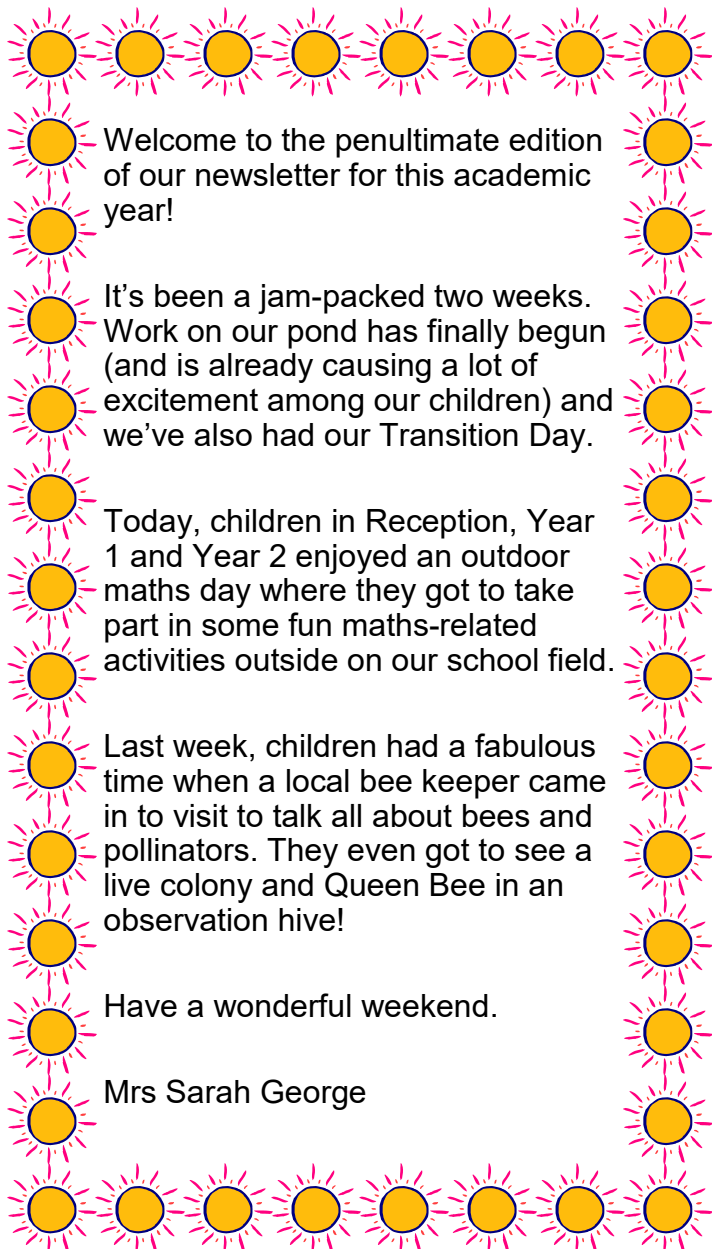 Welcome to the penultimate edition
of our newsletter for this academic
year!
It’s been a jam-packed two weeks.
Work on our pond has finally begun
(and is already causing a lot of
excitement among our children) and
we’ve also had our Transition Day.
Today, children in Reception, Year
1 and Year 2 enjoyed an outdoor
maths day where they got to take
part in some fun maths-related
activities outside on our school field.
Last week, children had a fabulous
time when a local bee keeper came
in to visit to talk all about bees and
pollinators. They even got to see a
live colony and Queen Bee in an
observation hive!
Have a wonderful weekend.
Mrs Sarah George